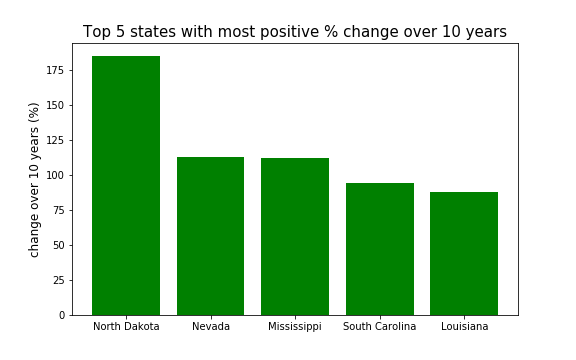 Top 5 states with most positive % change over 10 years
change over 10 years (%)
175
150
125
100
75
50
25
0
North Dakota Nevada Mississippi South Carolina Louisiana